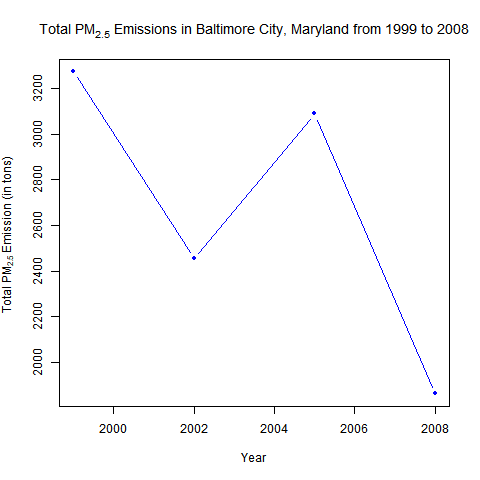 Total PM2.5 Emissions in Baltimore City, Maryland from 1999 to 2008
Total PM2.5 Emission (in tons)
3200
3000
2800
2600
2400
2200
2000
2000 2002 2004 2006 2008
Year